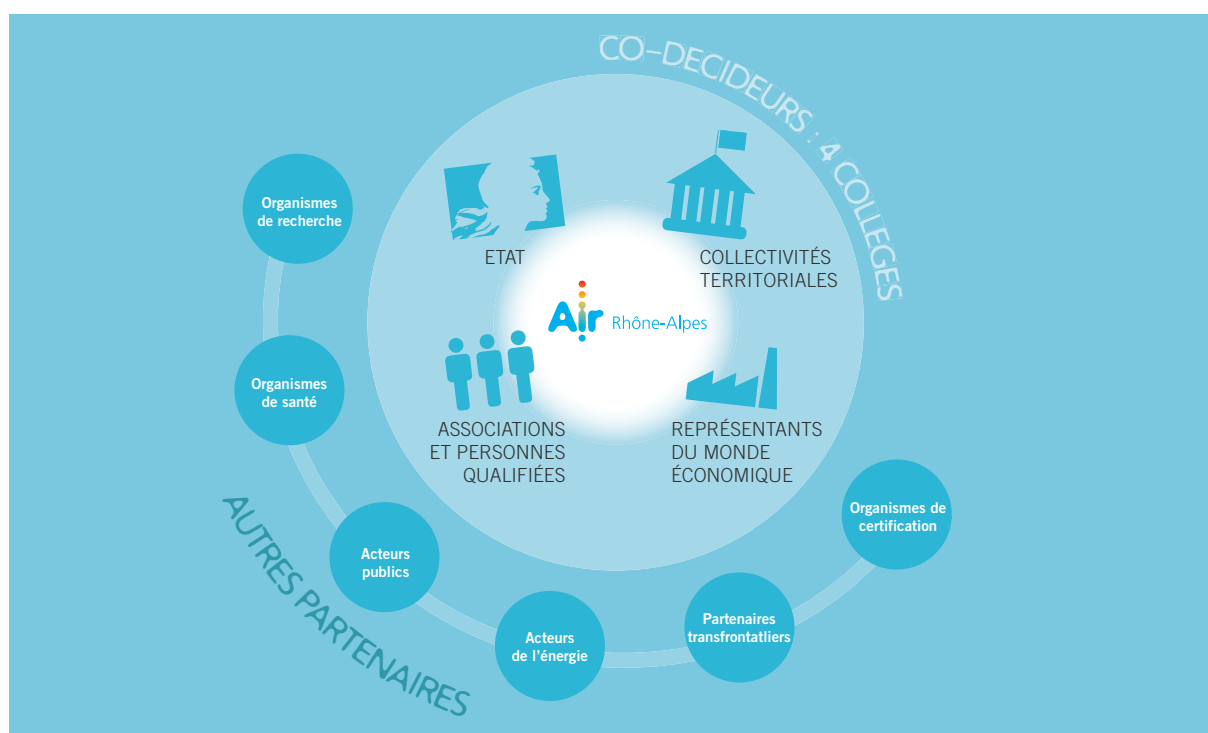 CO-DECIDEURS : 4 COLLEGES
ETAT
COLLECTIVITÉS
TERRITORIALES
Air Rhône-Alpes
ASSOCIATIONS
ET PERSONNES
QUALIFIÉES
REPRÉSENTANTS
DU MONDE
ÉCONOMIQUE
Organismes
de recherche
Organismes
de santé
Acteurs
publics
Acteurs
de l'énergie
Partenaires
transfrontatliers
Organismes de
certification
AUTRES PARTENAIRES